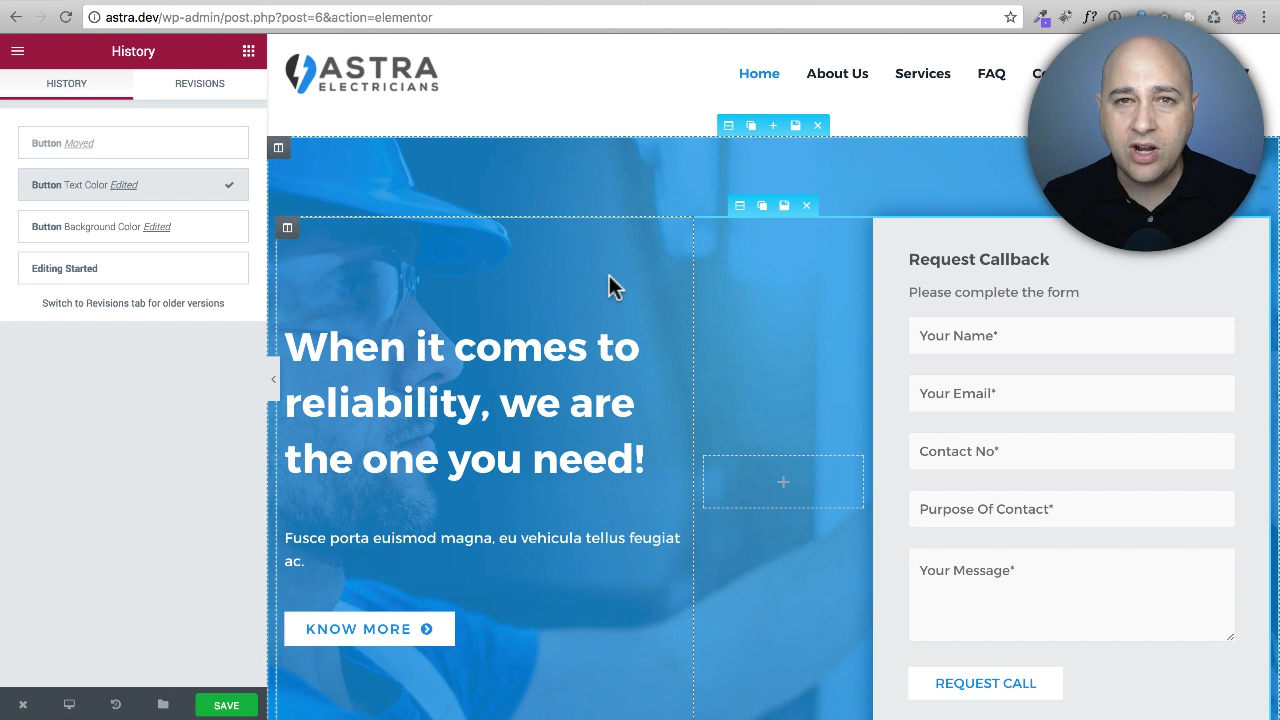 astra.dev/wp-admin/post.php?post=6&action=elementor
History
HISTORY
REVISIONS
Button Moved
Button Text Color Edited
Button Background Color Edited
Editing Started
Switch to Revisions tab for older versions
SAVE
ASTRA
ELECTRICIANS
Home
About Us
Services
FAQ
When it comes to
reliability, we are
the one you need!
Fusce porta euismod magna, eu vehicula tellus feugiat
ac.
KNOW MORE
Request Callback
Please complete the form
Your Name*
Your Email*
Contact No*
Purpose Of Contact*
Your Message*
REQUEST CALL